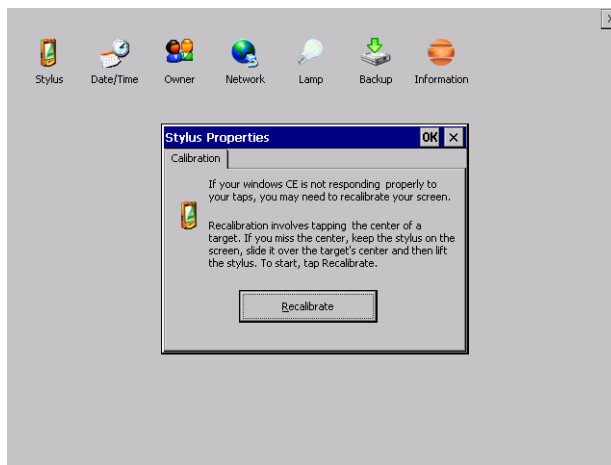 Stylus Date/Time Owner Network Lamp Backup Information
Stylus Properties OK
Calibration
If your windows CE is not responding properly to
your taps, you may need to recalibrate your screen.
Recalibration involves tapping the center of a
target. If you miss the center, keep the stylus on the
screen, slide it over the target's center and then lift
the stylus. To start, tap Recalibrate.
Recalibrate